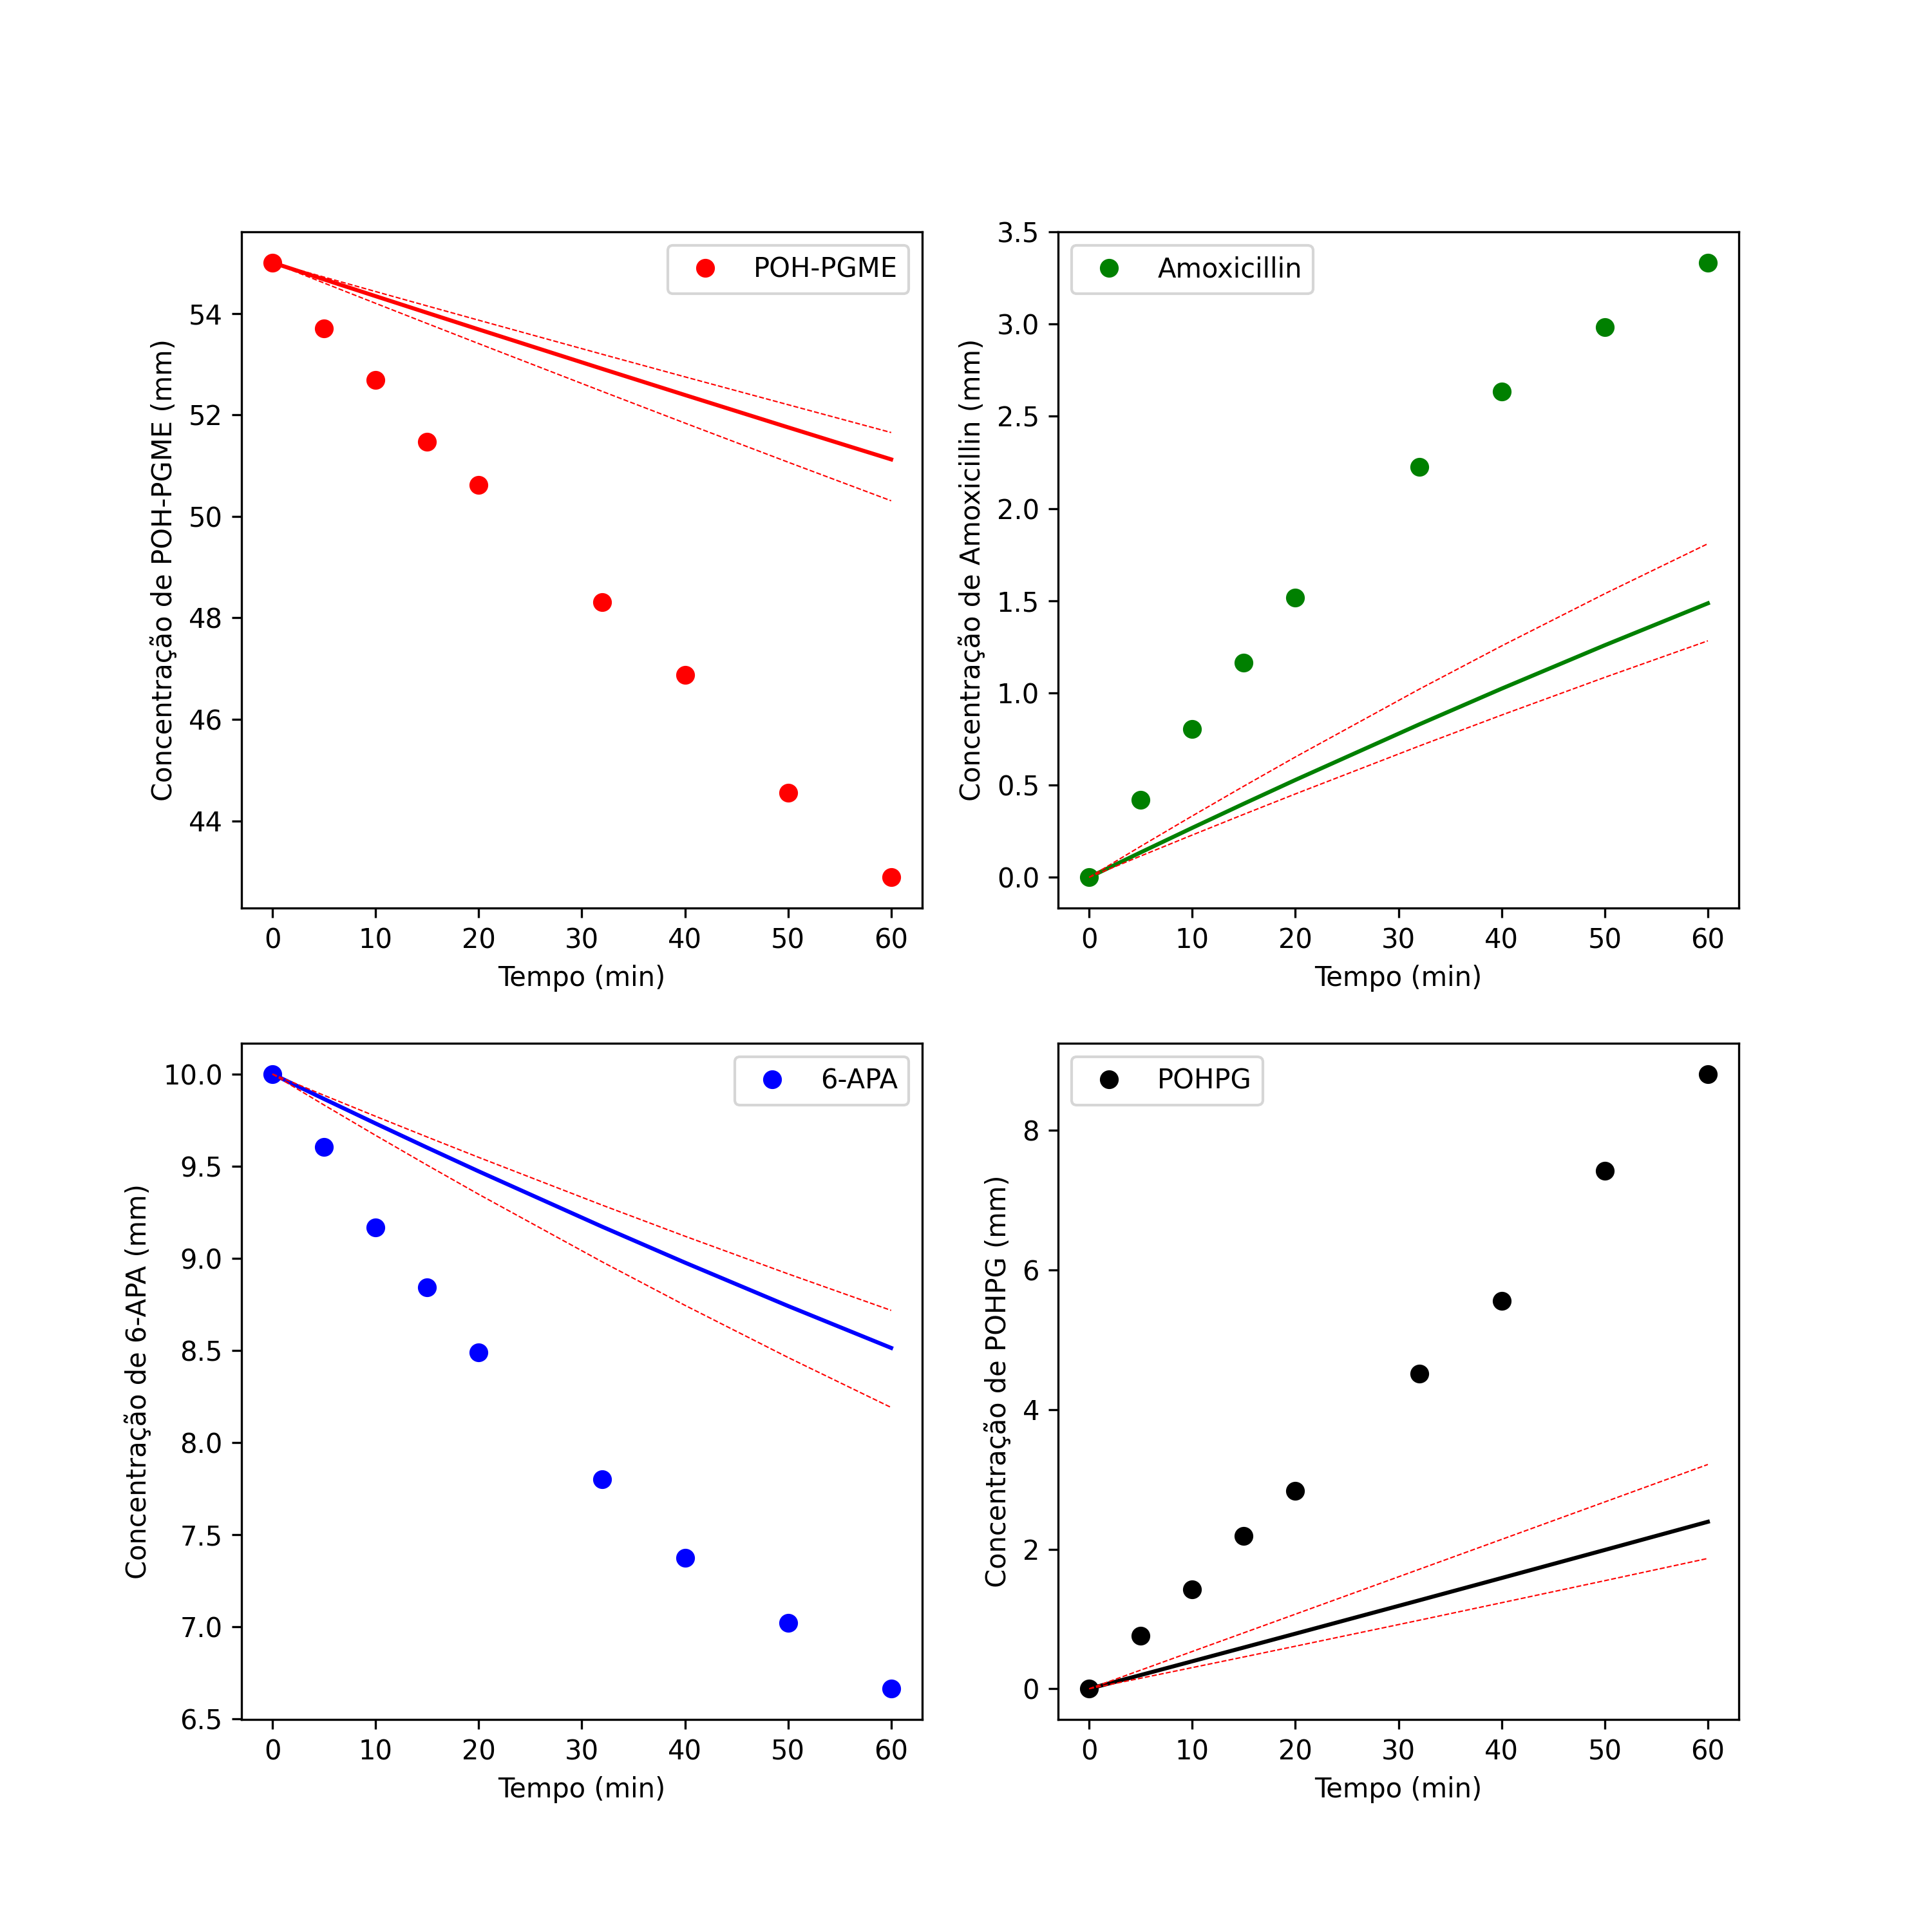 POH-PGME
Concentração de POH-PGME (mm)
54
52
50
48
46
44
0 10 20 30 40 50 60
Tempo (min)
Amoxicillin
Concentração de Amoxicillin (mm)
3.5
3.0
2.5
2.0
1.5
1.0
0.5
0.0
0 10 20 30 40 50 60
Tempo (min)
6-APA
Concentração de 6-APA (mm)
10.0
9.5
9.0
8.5
8.0
7.5
7.0
6.5
0 10 20 30 40 50 60
Tempo (min)
POHPG
Concentração de POHPG (mm)
8
6
4
2
0
0 10 20 30 40 50 60
Tempo (min)